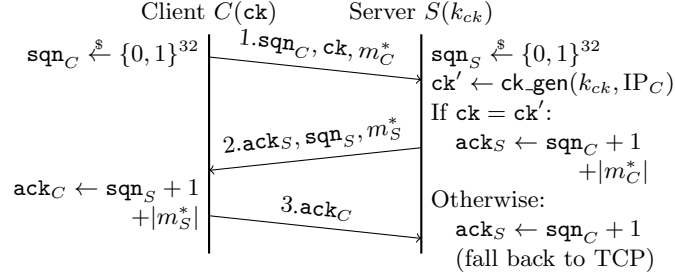 Client C(ck)
Server S(k_ck)
sqn_C ←$ {0, 1}^32
1.sqn_C, ck, m*_C
sqn_S ←$ {0, 1}^32
ck′ ← ck_gen(k_ck, IP_C)
If ck = ck′:
ack_S ← sqn_C + 1
+|m*_C|
2.ack_S, sqn_S, m*_S
ack_C ← sqn_S + 1
+|m*_S|
3.ack_C
Otherwise:
ack_S ← sqn_C + 1
(fall back to TCP)